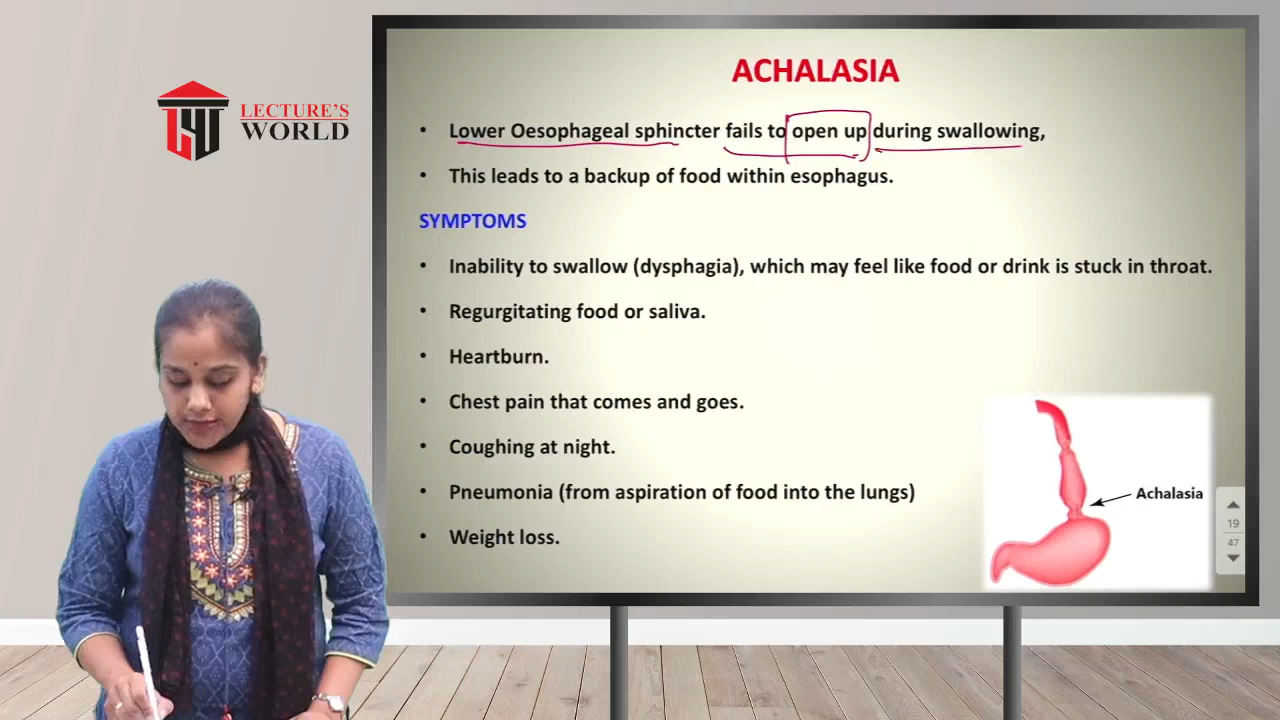 LECTURE'S
WORLD
ACHALASIA
• Lower Oesophageal sphincter fails to open up during swallowing,
• This leads to a backup of food within esophagus.
SYMPTOMS
• Inability to swallow (dysphagia), which may feel like food or drink is stuck in throat.
• Regurgitating food or saliva.
• Heartburn.
• Chest pain that comes and goes.
• Coughing at night.
• Pneumonia (from aspiration of food into the lungs)
• Weight loss.
Achalasia
19
47